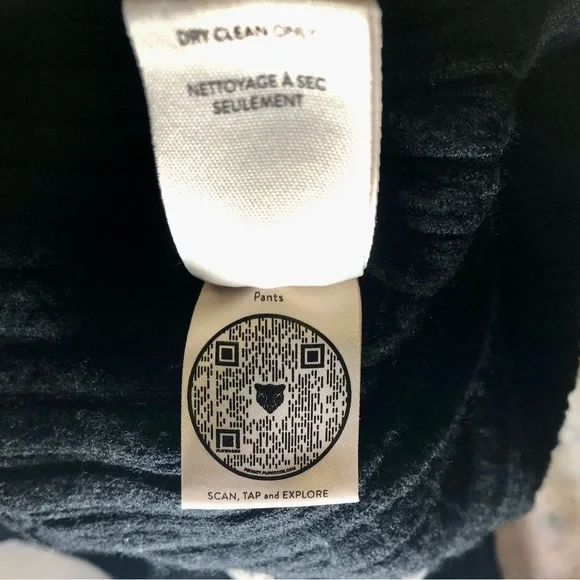 DRY CLEAN ONLY
NETTOYAGE À SEC
SEULEMENT
Pants
SCAN, TAP and EXPLORE